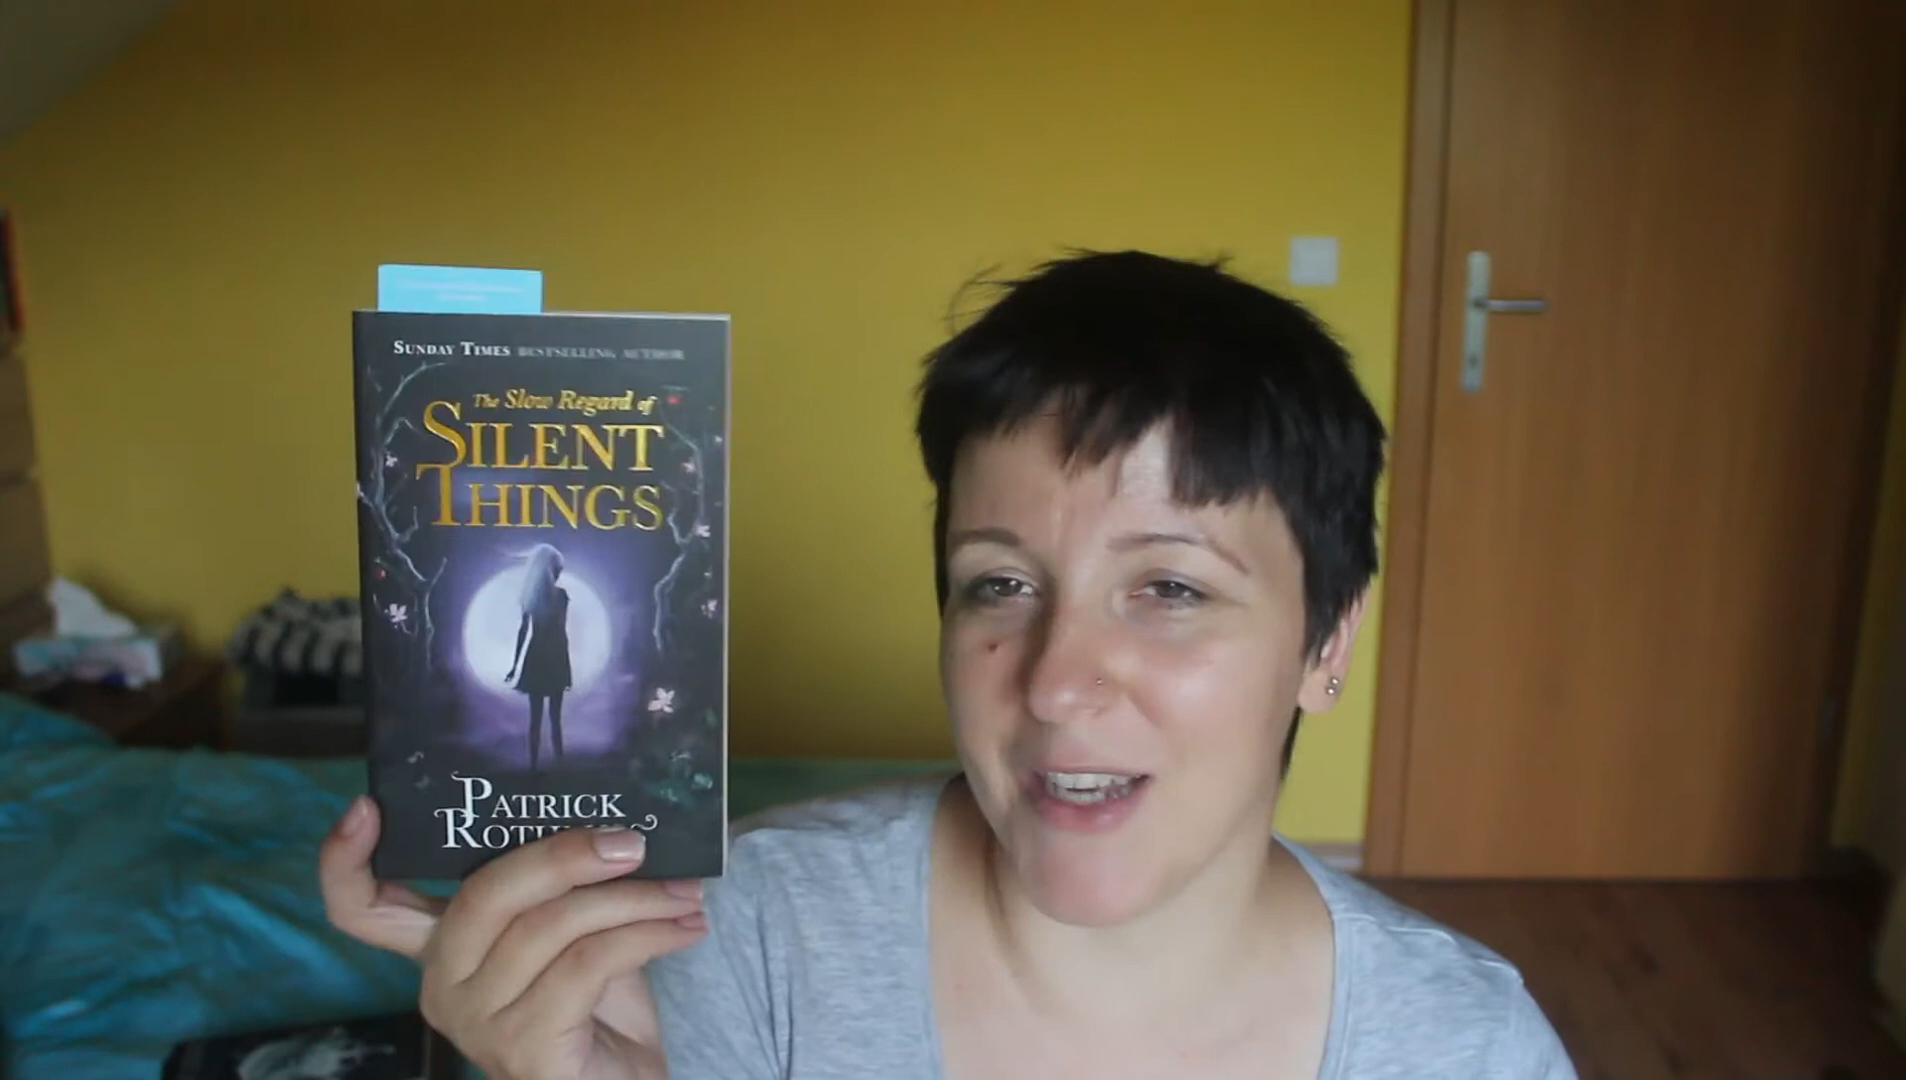 SUNDAY TIMES BESTSELLING AUTHOR
The Slow Regard of
SILENT
THINGS
PATRICK